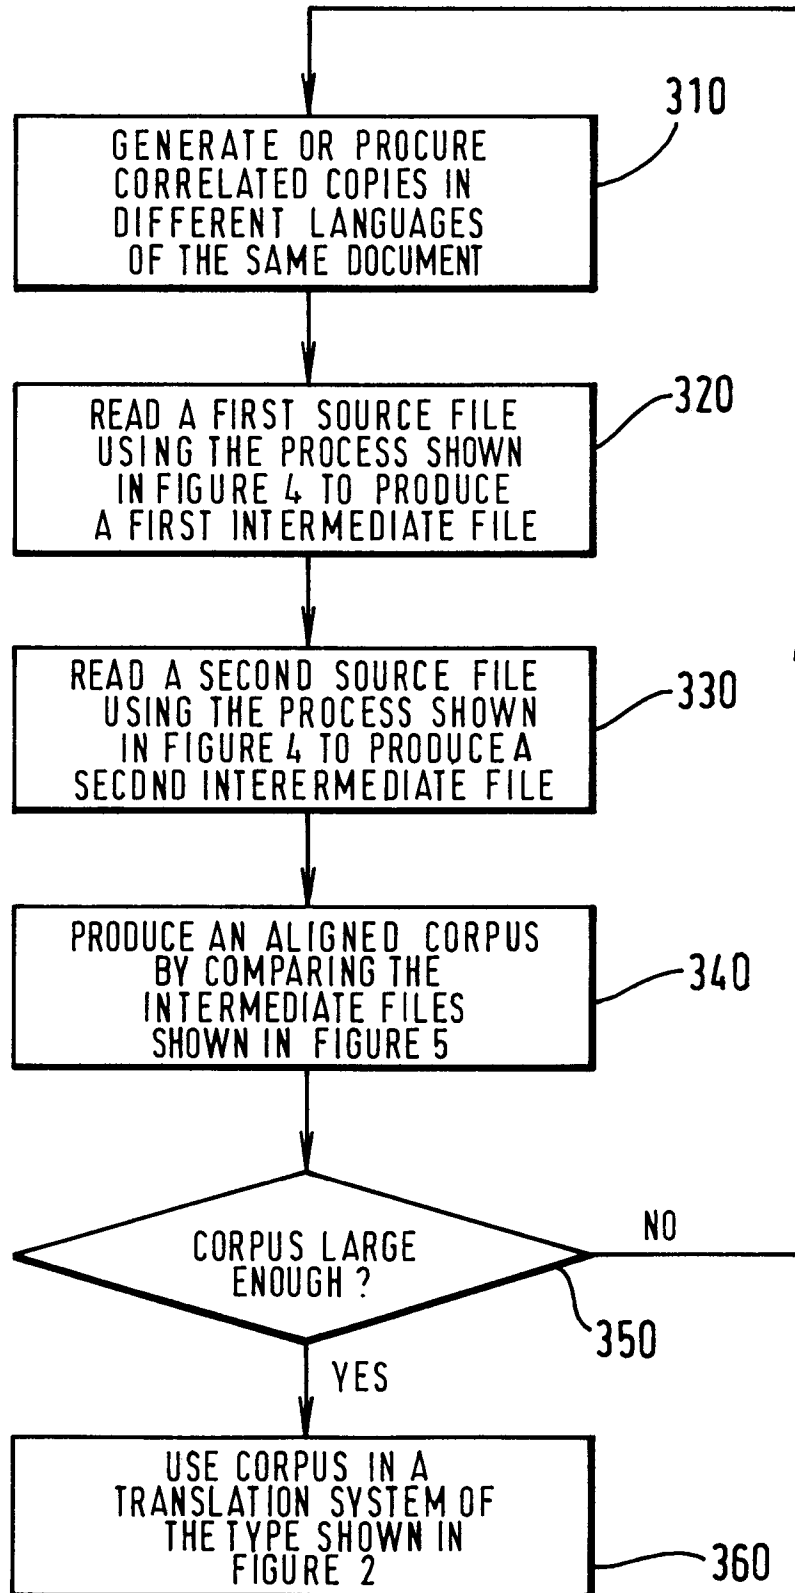 310
GENERATE OR PROCURE
CORRELATED COPIES IN
DIFFERENT LANGUAGES
OF THE SAME DOCUMENT
320
READ A FIRST SOURCE FILE
USING THE PROCESS SHOWN
IN FIGURE 4 TO PRODUCE
A FIRST INTERMEDIATE FILE
330
READ A SECOND SOURCE FILE
USING THE PROCESS SHOWN
IN FIGURE 4 TO PRODUCE A
SECDND INTERERMEDIATE FILE
340
PRODUCE AN ALIGNED CORPUS
BY COMPARING THE
INTERMEDIATE FILES
SHOWN IN FIGURE 5
CORPUS LARGE
ENOUGH ?
NO
350
YES
USE CORPUS IN A
TRANSLATION SYSTEM OF
THE TYPE SHOWN IN
FIGURE 2
360